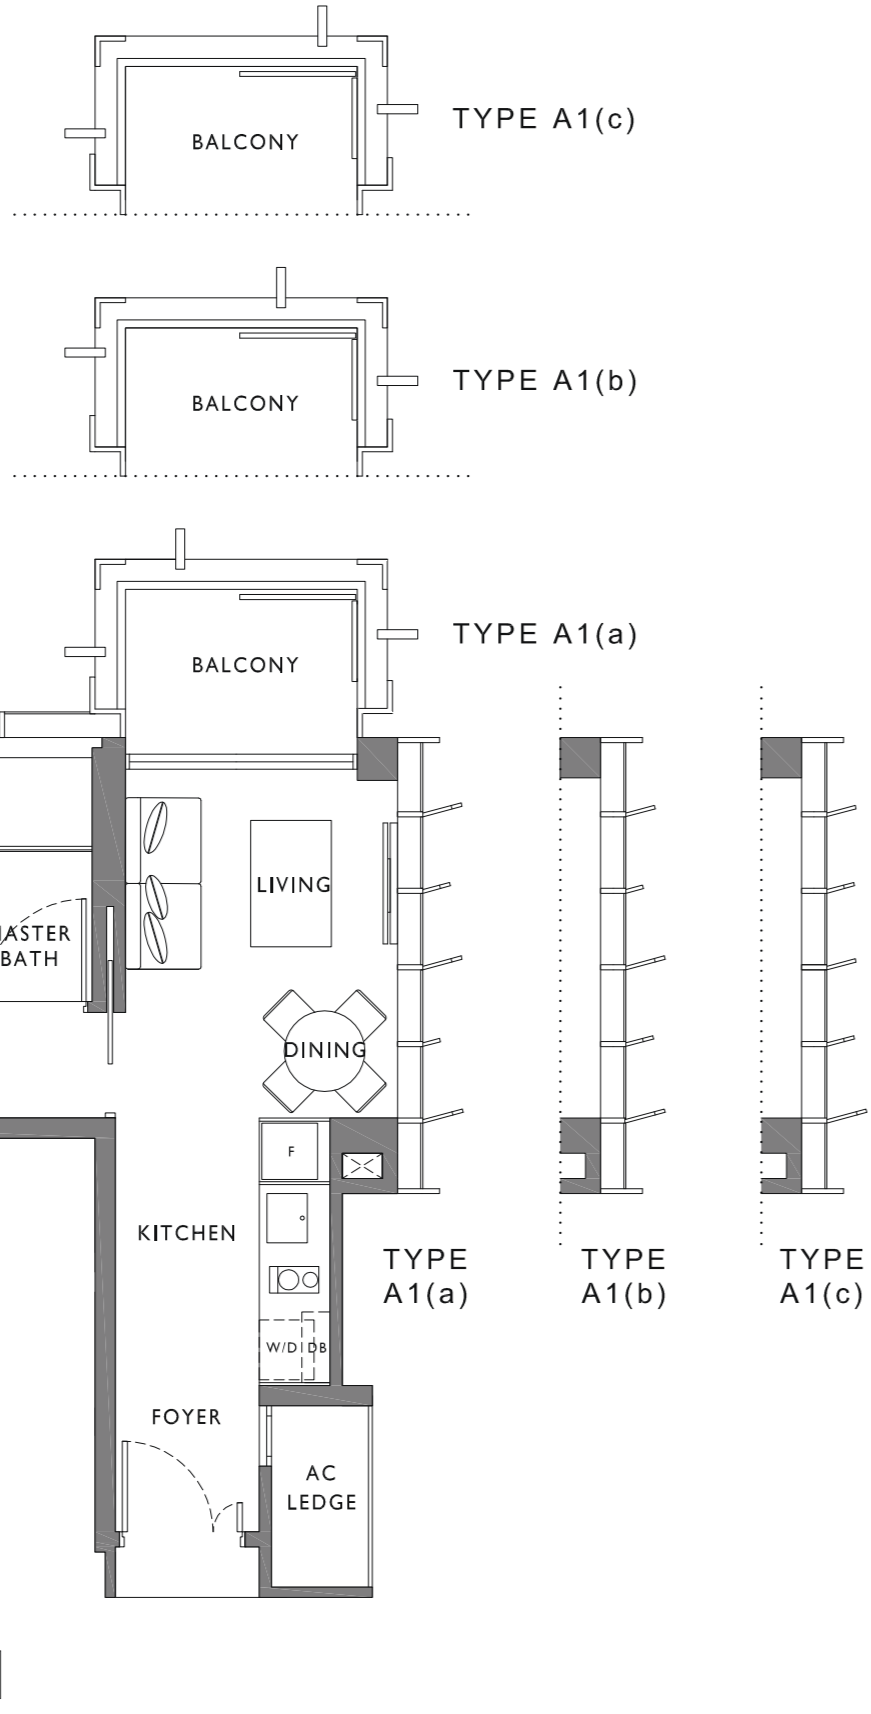 BALCONY
TYPE A1(c)
BALCONY
TYPE A1(b)
BALCONY
TYPE A1(a)
LIVING
BATH
DINING
F
KITCHEN
TYPE
A1(a)
TYPE
A1(b)
TYPE
A1(c)
W/D
DB
FOYER
AC
LEDGE